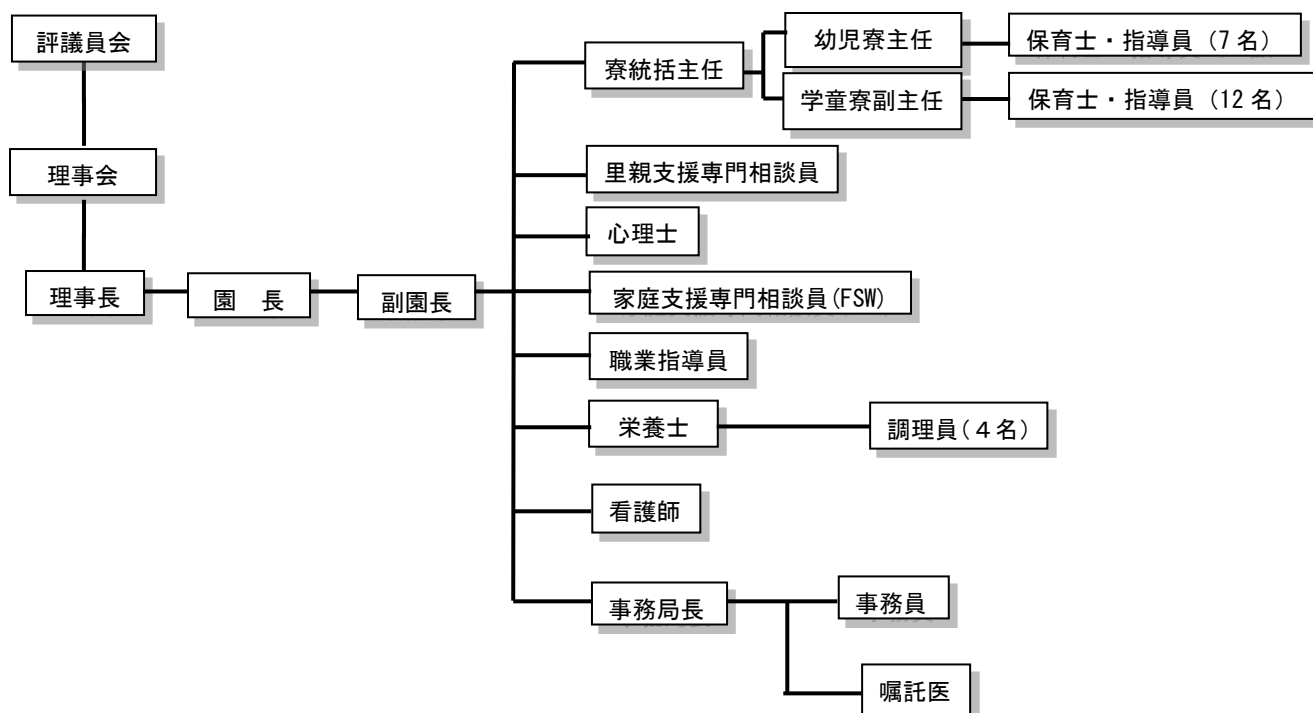 評議員会
理事会
理事長
園　長
副園長
寮統括主任
幼児寮主任
保育士・指導員（7名）
学童寮副主任
保育士・指導員（12名）
里親支援専門相談員
心理士
家庭支援専門相談員(FSW)
職業指導員
栄養士
調理員(４名)
看護師
事務局長
事務員
嘱託医